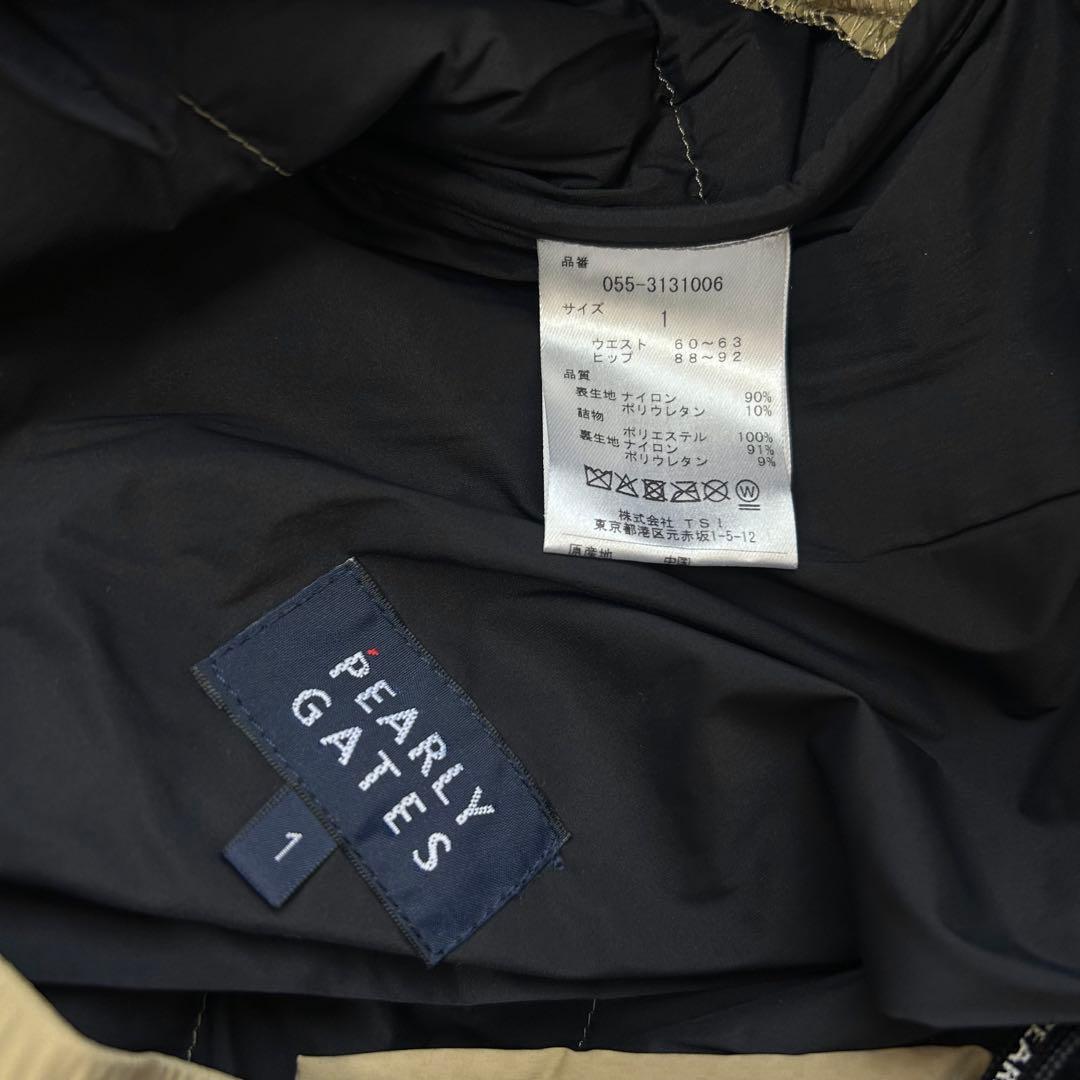 品番
055-3131006
サイズ
1
ウエスト 60～63
ヒップ 88～92
品質
表生地 ナイロン 90%
ポリウレタン 10%
詰物
ポリエステル 100%
裏生地 ナイロン 91%
ポリウレタン 9%
W
株式会社 TSI
東京都港区元赤坂1-5-12
原産地 中国
PEARLY
GATES
1
EAR